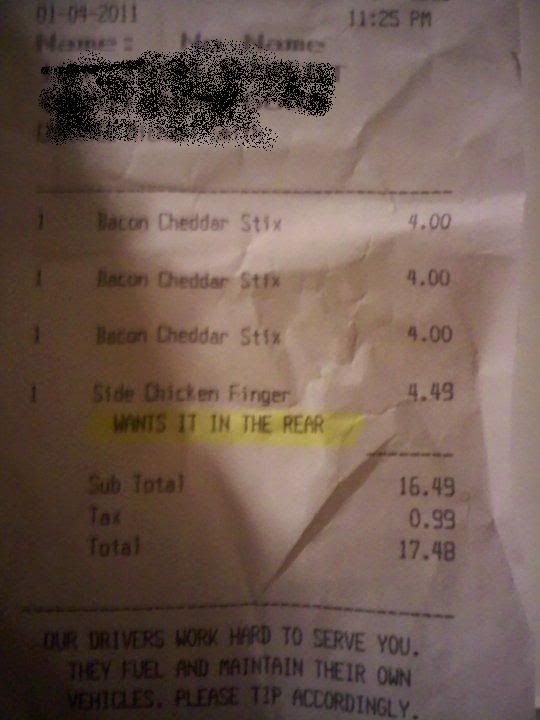 01-04-2011 11:25 PM
Name: No Name
1 Bacon Cheddar Stix 4.00
1 Bacon Cheddar Stix 4.00
1 Bacon Cheddar Stix 4.00
1 Side Chicken Finger 4.49
WANTS IT IN THE REAR
Sub Total 16.49
Tax 0.99
Total 17.48
OUR DRIVERS WORK HARD TO SERVE YOU.
THEY FUEL AND MAINTAIN THEIR OWN
VEHICLES. PLEASE TIP ACCORDINGLY.